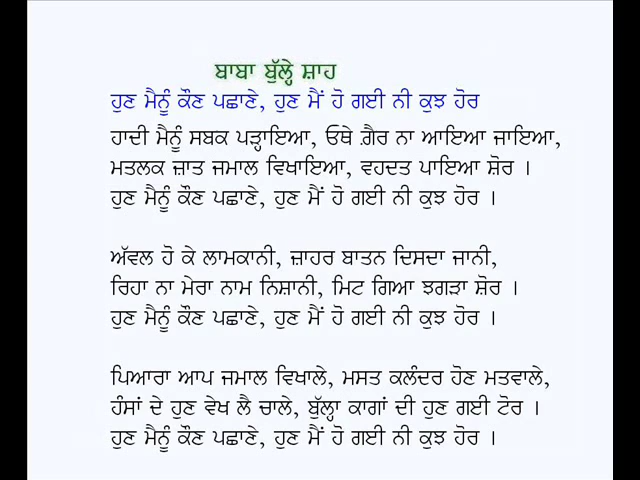 ਬਾਬਾ ਬੁੱਲ੍ਹੇ ਸ਼ਾਹ
ਹੁਣ ਮੈਨੂੰ ਕੌਣ ਪਛਾਣੇ, ਹੁਣ ਮੈਂ ਹੋ ਗਈ ਨੀ ਕੁਝ ਹੋਰ
ਹਾਦੀ ਮੈਨੂੰ ਸਬਕ ਪੜ੍ਹਾਇਆ, ਓਥੇ ਗ਼ੈਰ ਨਾ ਆਇਆ ਜਾਇਆ,
ਮਤਲਕ ਜ਼ਾਤ ਜਮਾਲ ਵਿਖਾਇਆ, ਵਹਦਤ ਪਾਇਆ ਸ਼ੋਰ ।
ਹੁਣ ਮੈਨੂੰ ਕੌਣ ਪਛਾਣੇ, ਹੁਣ ਮੈਂ ਹੋ ਗਈ ਨੀ ਕੁਝ ਹੋਰ ।
ਅੱਵਲ ਹੋ ਕੇ ਲਾਮਕਾਨੀ, ਜ਼ਾਹਰ ਬਾਤਨ ਦਿਸਦਾ ਜਾਨੀ,
ਰਿਹਾ ਨਾ ਮੇਰਾ ਨਾਮ ਨਿਸ਼ਾਨੀ, ਮਿਟ ਗਿਆ ਝਗੜਾ ਸ਼ੋਰ ।
ਹੁਣ ਮੈਨੂੰ ਕੌਣ ਪਛਾਣੇ, ਹੁਣ ਮੈਂ ਹੋ ਗਈ ਨੀ ਕੁਝ ਹੋਰ ।
ਪਿਆਰਾ ਆਪ ਜਮਾਲ ਵਿਖਾਲੇ, ਮਸਤ ਕਲੰਦਰ ਹੋਣ ਮਤਵਾਲੇ,
ਹੰਸਾਂ ਦੇ ਹੁਣ ਵੇਖ ਲੈ ਚਾਲੇ, ਬੁੱਲ੍ਹਾ ਕਾਗਾਂ ਦੀ ਹੁਣ ਗਈ ਟੋਰ ।
ਹੁਣ ਮੈਨੂੰ ਕੌਣ ਪਛਾਣੇ, ਹੁਣ ਮੈਂ ਹੋ ਗਈ ਨੀ ਕੁਝ ਹੋਰ ।